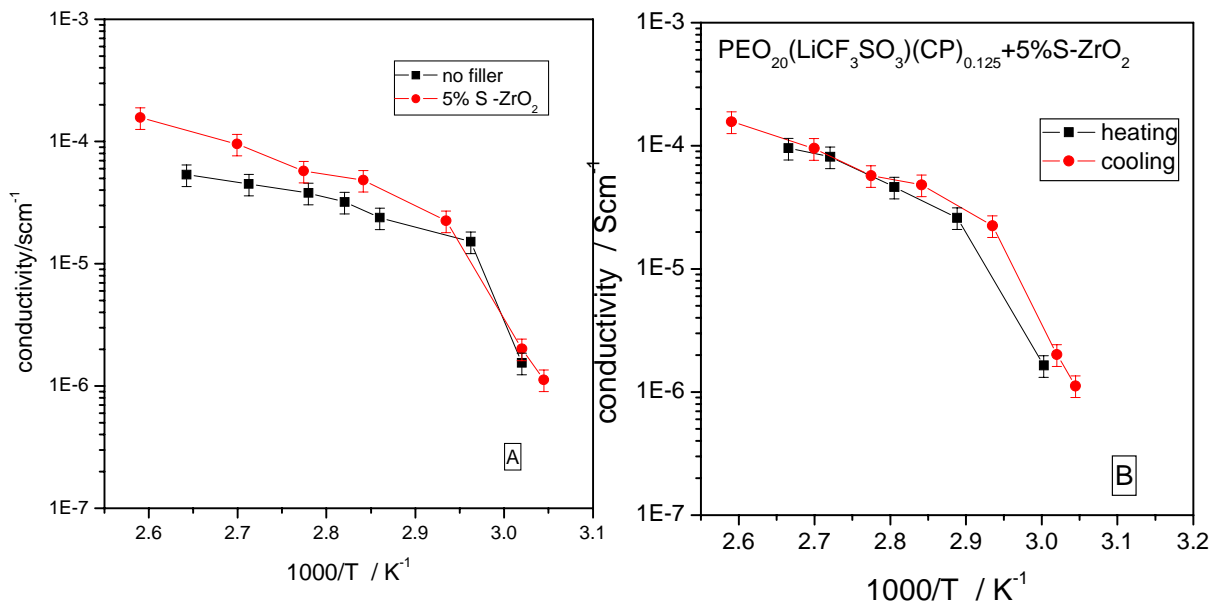 1E-3
1E-4
1E-5
1E-6
1E-7
conductivity/scm⁻¹
no filler
5% S -ZrO₂
A
2.6 2.7 2.8 2.9 3.0 3.1
1000/T / K⁻¹
1E-3
1E-4
1E-5
1E-6
1E-7
conductivity / Scm⁻¹
PEO₂₀(LiCF₃SO₃)(CP)₀.₁₂₅+5%S-ZrO₂
heating
cooling
B
2.6 2.7 2.8 2.9 3.0 3.1 3.2
1000/T / K⁻¹